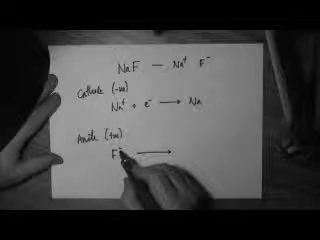 NaF — Na⁺ F⁻
Cathode (-ve)
Na⁺ + e⁻ ⟶ Na
Anode (+ve)
F⁻ ⟶